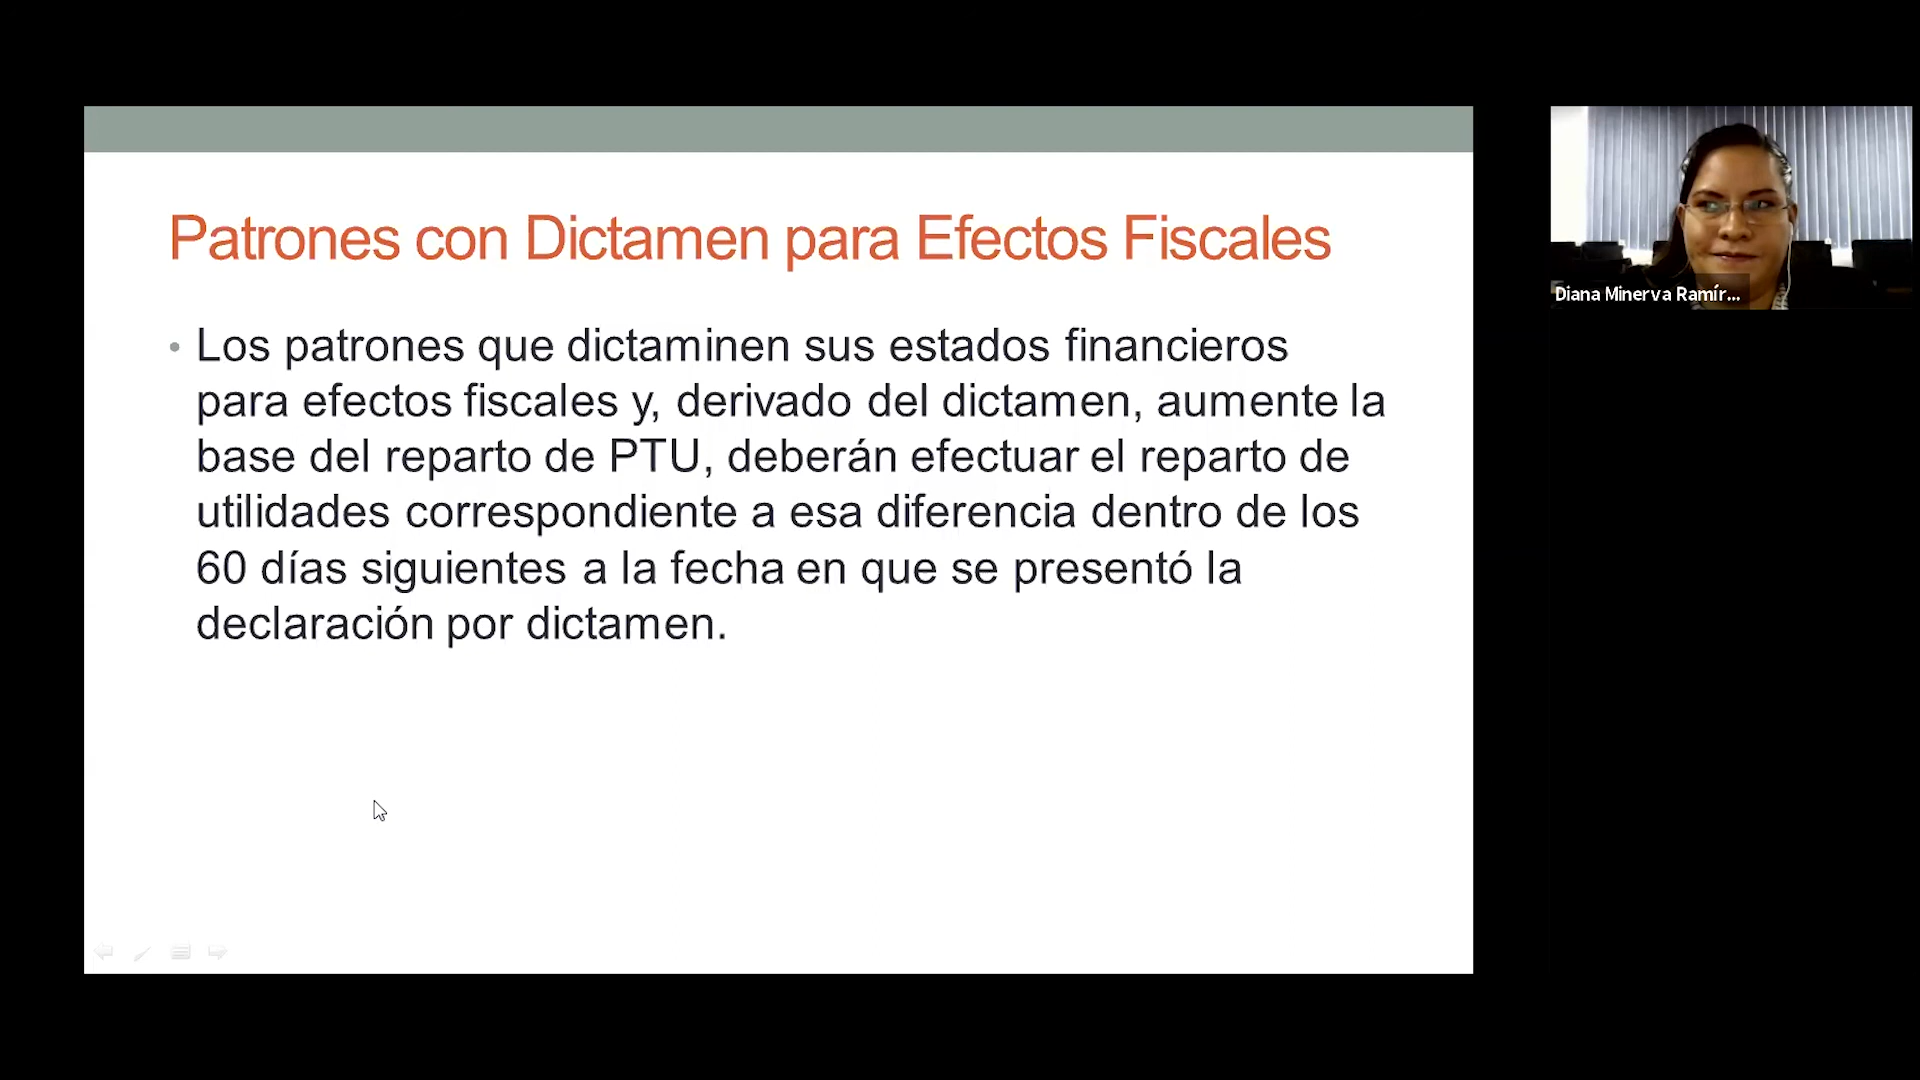 Patrones con Dictamen para Efectos Fiscales
• Los patrones que dictaminen sus estados financieros
para efectos fiscales y, derivado del dictamen, aumente la
base del reparto de PTU, deberán efectuar el reparto de
utilidades correspondiente a esa diferencia dentro de los
60 días siguientes a la fecha en que se presentó la
declaración por dictamen.
Diana Minerva Ramír...